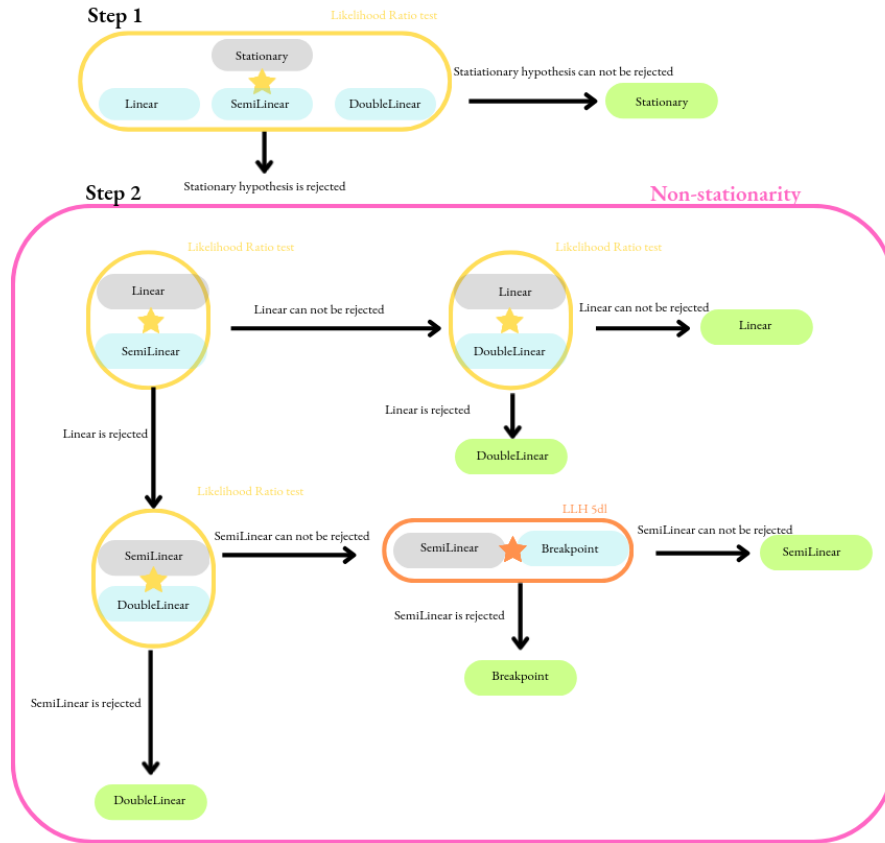 Step 1
Likelihood Ratio test
Stationary
Linear
SemiLinear
DoubleLinear
Statiationary hypothesis can not be rejected
Stationary
Stationary hypothesis is rejected
Step 2
Non-stationarity
Likelihood Ratio test
Linear
SemiLinear
Linear can not be rejected
Likelihood Ratio test
Linear
DoubleLinear
Linear can not be rejected
Linear
Linear is rejected
Linear is rejected
DoubleLinear
Likelihood Ratio test
SemiLinear
DoubleLinear
SemiLinear can not be rejected
LLH 5dl
SemiLinear
Breakpoint
SemiLinear can not be rejected
SemiLinear
SemiLinear is rejected
Breakpoint
SemiLinear is rejected
DoubleLinear